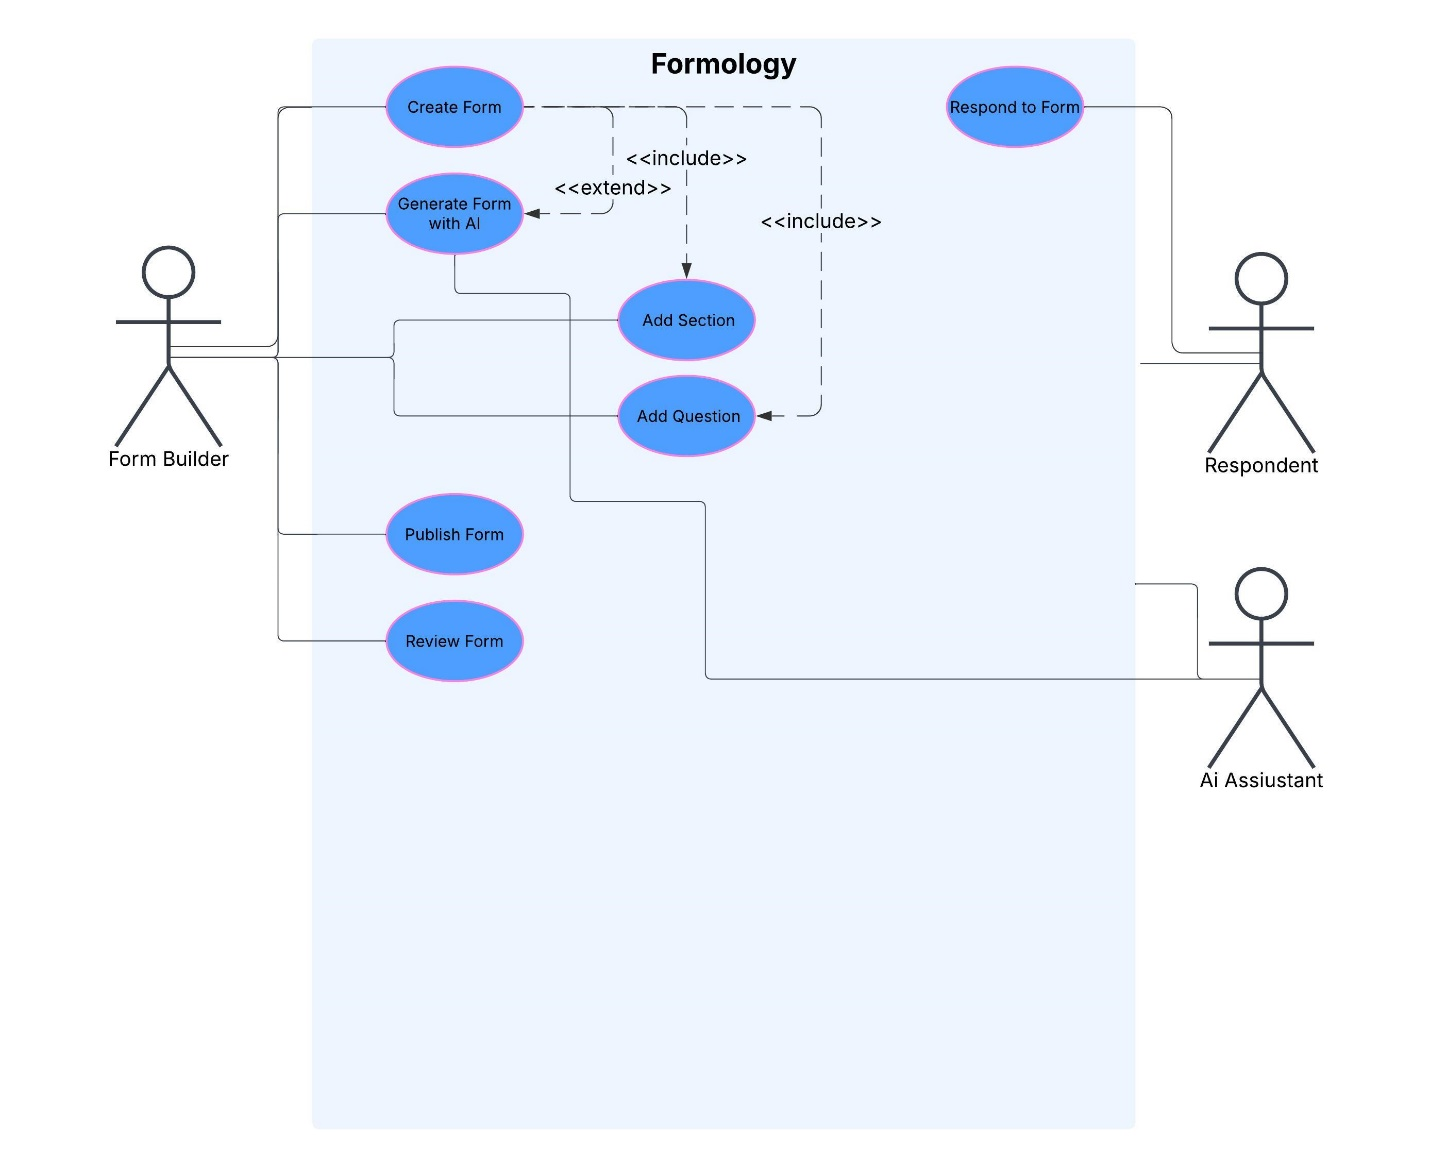 Formology
Create Form
Respond to Form
<<include>>
<<extend>>
Generate Form
with AI
<<include>>
Add Section
Add Question
Form Builder
Respondent
Publish Form
Review Form
Ai Assiustant